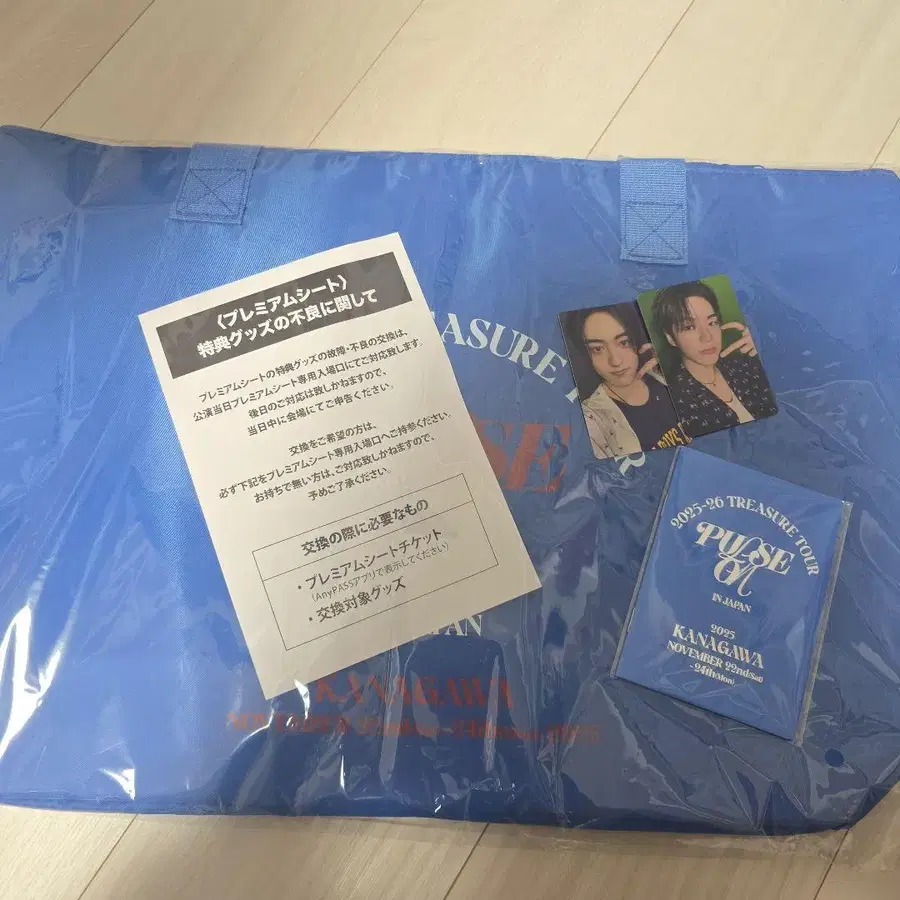 〈プレミアムシート〉
特典グッズの不良に関して
プレミアムシートの特典グッズの故障・不良の交換は、
公演当日プレミアムシート専用入場口にてご対応致します。
後日のご対応は致しかねますので、
当日中に会場にてご申告ください。
交換をご希望の方は、
必ず下記をプレミアムシート専用入場口へご持参ください。
お持ちで無い方は、ご対応致しかねますので、
予めご了承ください。
交換の際に必要なもの
・プレミアムシートチケット
(AnyPASSアプリで表示してください)
・交換対象グッズ
TREASURE
KANAGAWA
NOVEMBER
2025-26 TREASURE TOUR
PULSE
ON
IN JAPAN
2025
KANAGAWA
NOVEMBER 22nd(Sat)
- 24th(Mon)